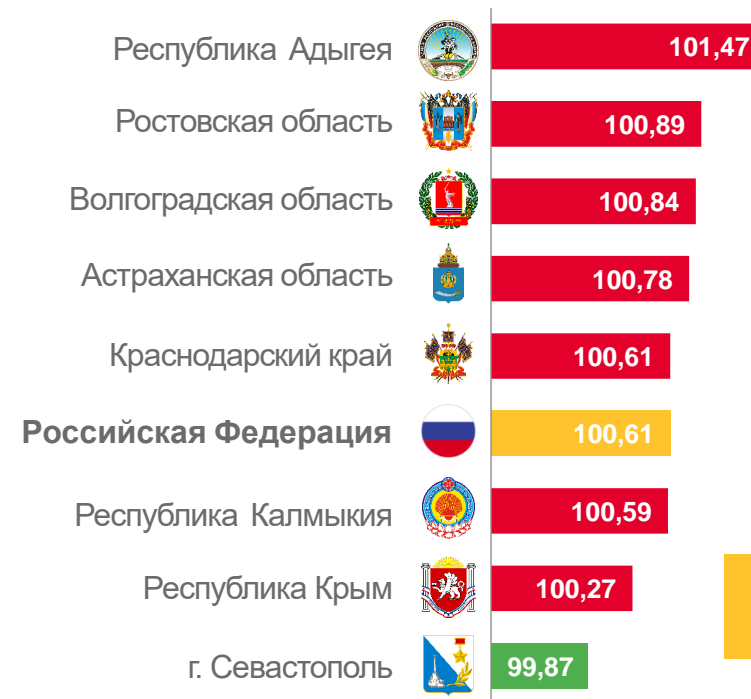 Республика Адыгея 101,47
Ростовская область 100,89
Волгоградская область 100,84
Астраханская область 100,78
Краснодарский край 100,61
Российская Федерация 100,61
Республика Калмыкия 100,59
Республика Крым 100,27
г. Севастополь 99,87